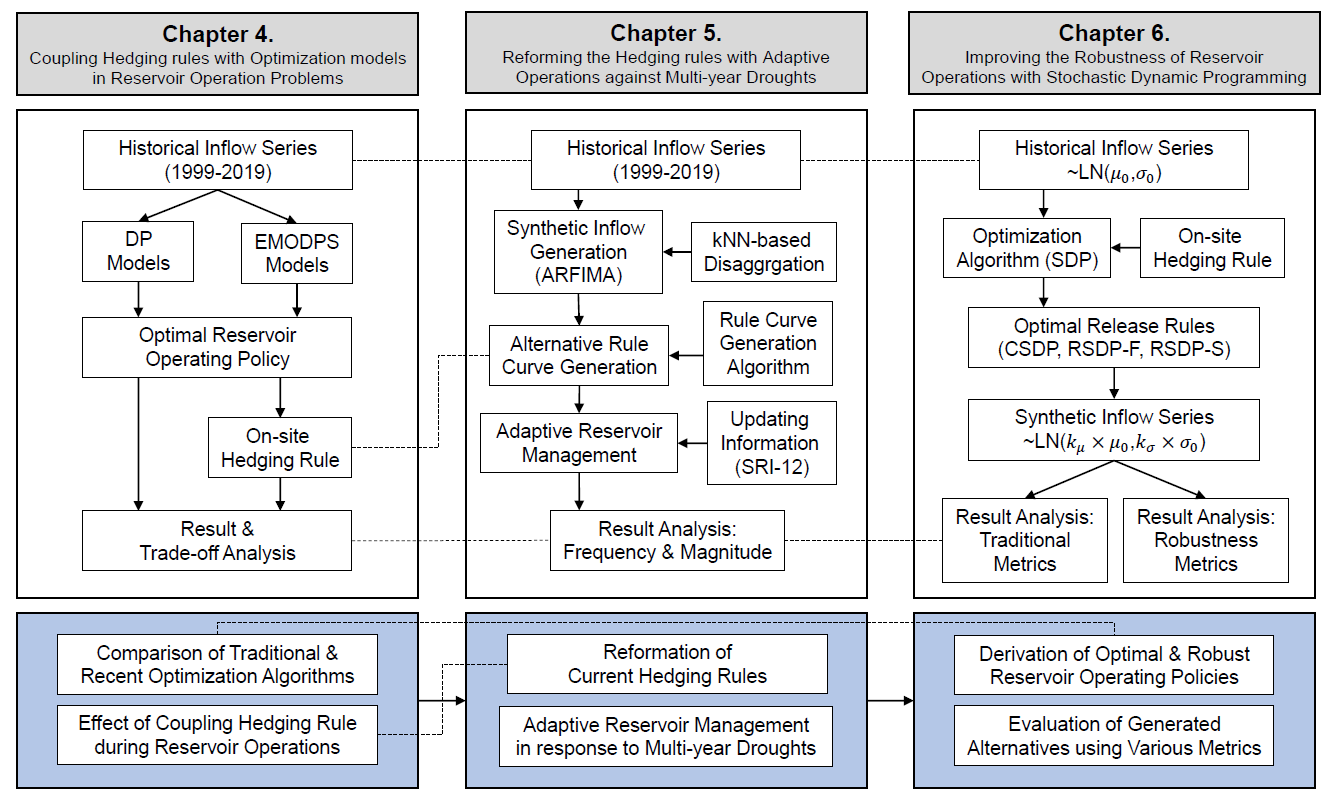 Chapter 4.
Coupling Hedging rules with Optimization models
in Reservoir Operation Problems
Historical Inflow Series
(1999-2019)
DP
Models
EMODPS
Models
Optimal Reservoir
Operating Policy
On-site
Hedging Rule
Result &
Trade-off Analysis
Comparison of Traditional &
Recent Optimization Algorithms
Effect of Coupling Hedging Rule
during Reservoir Operations
Chapter 5.
Reforming the Hedging rules with Adaptive
Operations against Multi-year Droughts
Historical Inflow Series
(1999-2019)
Synthetic Inflow
Generation
(ARFIMA)
kNN-based
Disaggrgation
Alternative Rule
Curve Generation
Rule Curve
Generation
Algorithm
Adaptive Reservoir
Management
Updating
Information
(SRI-12)
Result Analysis:
Frequency & Magnitude
Reformation of
Current Hedging Rules
Adaptive Reservoir Management
in response to Multi-year Droughts
Chapter 6.
Improving the Robustness of Reservoir
Operations with Stochastic Dynamic Programming
Historical Inflow Series
~LN(μ₀,σ₀)
Optimization
Algorithm (SDP)
On-site
Hedging Rule
Optimal Release Rules
(CSDP, RSDP-F, RSDP-S)
Synthetic Inflow Series
~LN(k_μ × μ₀,k_σ × σ₀)
Result Analysis:
Traditional
Metrics
Result Analysis:
Robustness
Metrics
Derivation of Optimal & Robust
Reservoir Operating Policies
Evaluation of Generated
Alternatives using Various Metrics